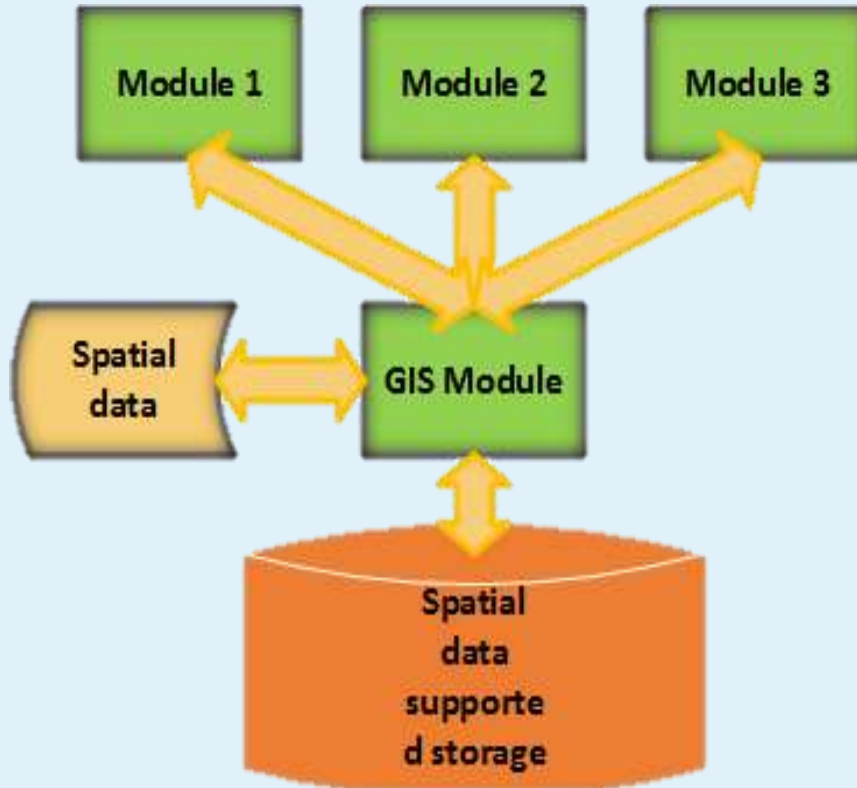 Module 1
Module 2
Module 3
Spatial
data
GIS Module
Spatial
data
supporte
d storage